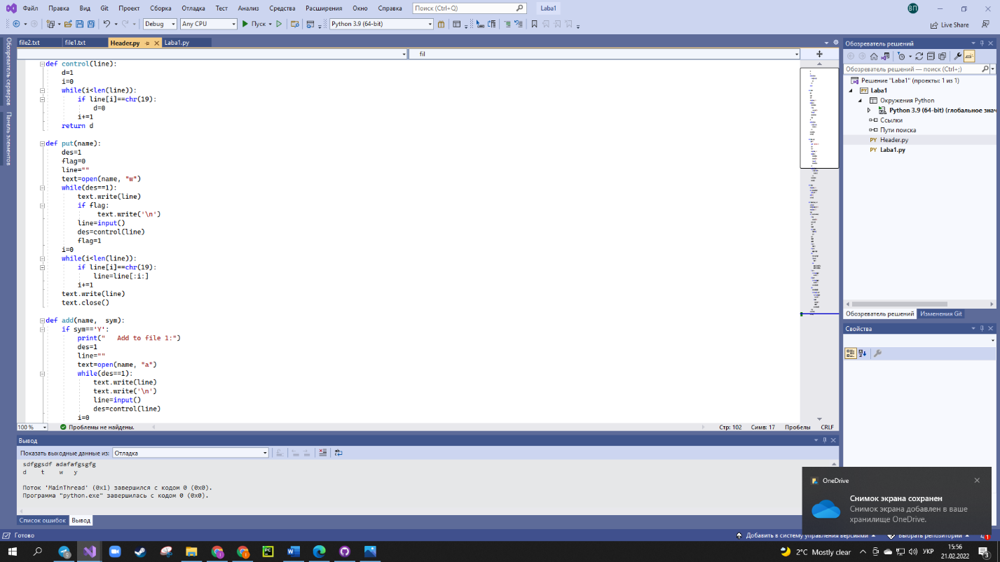 Файл Правка Вид Git Проект Сборка Отладка Тест Анализ Средства Расширения Окно Справка Поиск (Ctrl+Q) Laba1 ВП
Debug Any CPU Пуск Python 3.9 (64-bit) Live Share
Обозреватель серверов
Панель элементов
file2.txt file1.txt Header.py Laba1.py
fil
def control(line):
    d=1
    i=0
    while(i<len(line)):
        if line[i]==chr(19):
            d=0
        i+=1
    return d
def put(name):
    des=1
    flag=0
    line=""
    text=open(name, "w")
    while(des==1):
        text.write(line)
        if flag:
            text.write('\n')
        line=input()
        des=control(line)
        flag=1
    i=0
    while(i<len(line)):
        if line[i]==chr(19):
            line=line[:i:]
        i+=1
    text.write(line)
    text.close()
def add(name,  sym):
    if sym=='Y':
        print("   Add to file 1:")
        des=1
        line=""
        text=open(name, "a")
        while(des==1):
            text.write(line)
            text.write('\n')
            line=input()
            des=control(line)
        i=0
100 % Проблемы не найдены. Стр: 102 Симв: 17 Пробелы CRLF
Вывод
Показать выходные данные из: Отладка
sdfggsdf adafafgsgfg
d    t    w   y
Поток 'MainThread' (0x1) завершился с кодом 0 (0x0).
Программа "python.exe" завершилась с кодом 0 (0x0).
Список ошибок Вывод
Обозреватель решений
Обозреватель решений — поиск (Ctrl+;)
Решение "Laba1" (проекты: 1 из 1)
PY Laba1
Окружения Python
Python 3.9 (64-bit) (глобальное знач
Ссылки
Пути поиска
PY Header.py
PY Laba1.py
Обозреватель решений Изменения Git
Свойства
OneDrive
Снимок экрана сохранен
Снимок экрана добавлен в ваше
хранилище OneDrive.
Готово Добавить в систему управления версиями Выбрать репозиторий 1
2°C Mostly clear УКР 15:56
21.02.2022 3